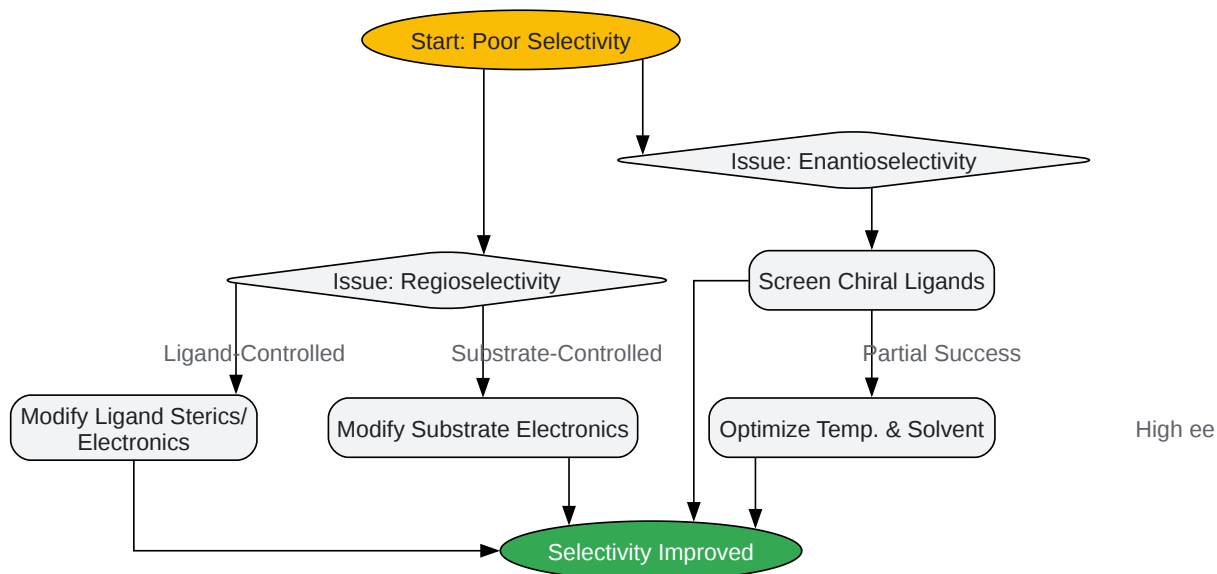 Start: Poor Selectivity
Issue: Enantioselectivity
Issue: Regioselectivity
Screen Chiral Ligands
Ligand-Controlled
Substrate-Controlled
Partial Success
Modify Ligand Sterics/
Electronics
Modify Substrate Electronics
Optimize Temp. & Solvent
High ee
Selectivity Improved